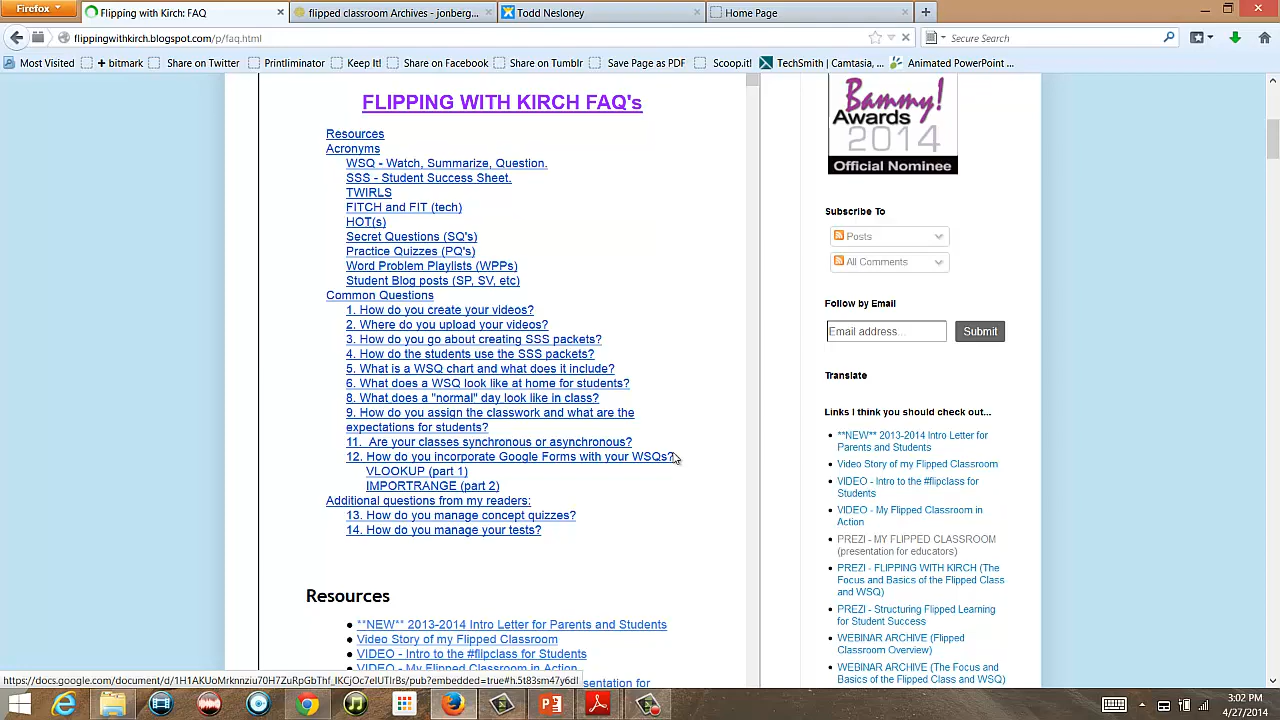 Firefox
Flipping with Kirch: FAQ
flipped classroom Archives - jonberg...
Todd Nesloney
Home Page
flippingwithkirch.blogspot.com/p/faq.html
Secure Search
Most Visited
+ bitmark
Share on Twitter
Printliminator
Keep It!
Share on Facebook
Share on Tumblr
Save Page as PDF
Scoop.it!
TechSmith | Camtasia, ...
Animated PowerPoint ...
FLIPPING WITH KIRCH FAQ's
Resources
Acronyms
WSQ - Watch, Summarize, Question.
SSS - Student Success Sheet.
TWIRLS
FITCH and FIT (tech)
HOT(s)
Secret Questions (SQ's)
Practice Quizzes (PQ's)
Word Problem Playlists (WPPs)
Student Blog posts (SP, SV, etc)
Common Questions
1. How do you create your videos?
2. Where do you upload your videos?
3. How do you go about creating SSS packets?
4. How do the students use the SSS packets?
5. What is a WSQ chart and what does it include?
6. What does a WSQ look like at home for students?
8. What does a "normal" day look like in class?
9. How do you assign the classwork and what are the
expectations for students?
11. Are your classes synchronous or asynchronous?
12. How do you incorporate Google Forms with your WSQs?
VLOOKUP (part 1)
IMPORTRANGE (part 2)
Additional questions from my readers:
13. How do you manage concept quizzes?
14. How do you manage your tests?
Resources
**NEW** 2013-2014 Intro Letter for Parents and Students
Video Story of my Flipped Classroom
VIDEO - Intro to the #flipclass for Students
VIDEO - My Flipped Classroom in Action
sentation for
Bammy!
Awards
2014
Official Nominee
Subscribe To
Posts
All Comments
Follow by Email
Email address...
Submit
Translate
Links I think you should check out...
**NEW** 2013-2014 Intro Letter for
Parents and Students
Video Story of my Flipped Classroom
VIDEO - Intro to the #flipclass for
Students
VIDEO - My Flipped Classroom in
Action
PREZI - MY FLIPPED CLASSROOM
(presentation for educators)
PREZI - FLIPPING WITH KIRCH (The
Focus and Basics of the Flipped Class
and WSQ)
PREZI - Structuring Flipped Learning
for Student Success
WEBINAR ARCHIVE (Flipped
Classroom Overview)
WEBINAR ARCHIVE (The Focus and
Basics of the Flipped Class and WSQ)
3:02 PM
4/27/2014